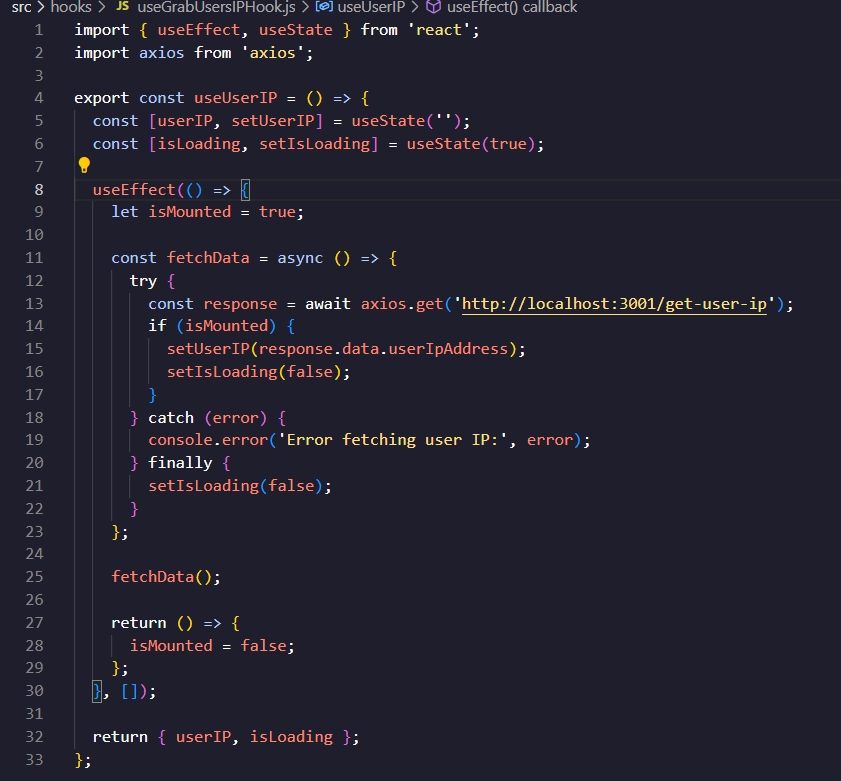 src > hooks > JS useGrabUsersIPHook.js > useUserIP > useEffect() callback
1 import { useEffect, useState } from 'react';
2 import axios from 'axios';
3
4 export const useUserIP = () => {
5   const [userIP, setUserIP] = useState('');
6   const [isLoading, setIsLoading] = useState(true);
7
8   useEffect(() => {
9     let isMounted = true;
10
11     const fetchData = async () => {
12       try {
13         const response = await axios.get('http://localhost:3001/get-user-ip');
14         if (isMounted) {
15           setUserIP(response.data.userIpAddress);
16           setIsLoading(false);
17         }
18       } catch (error) {
19         console.error('Error fetching user IP:', error);
20       } finally {
21         setIsLoading(false);
22       }
23     };
24
25     fetchData();
26
27     return () => {
28       isMounted = false;
29     };
30   }, []);
31
32   return { userIP, isLoading };
33 };